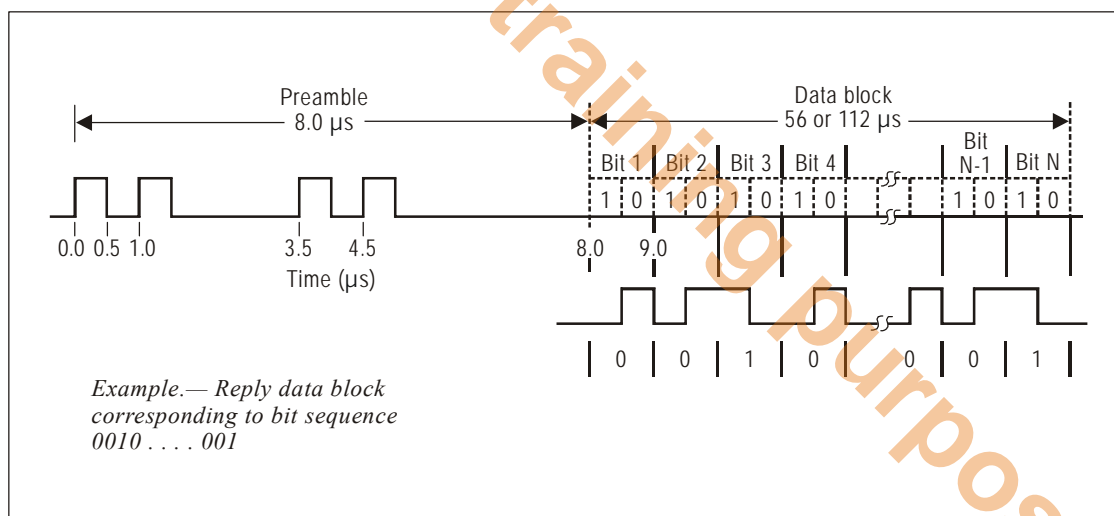 training purpos
Preamble
8.0 µs
Data block
56 or 112 µs
Bit 1 Bit 2 Bit 3 Bit 4 Bit N-1 Bit N
1 0 1 0 1 0 1 0 1 0 1 0
0.0 0.5 1.0 3.5 4.5 8.0 9.0
Time (µs)
0 0 1 0 0 0 1
Example.— Reply data block
corresponding to bit sequence
0010 . . . . 001